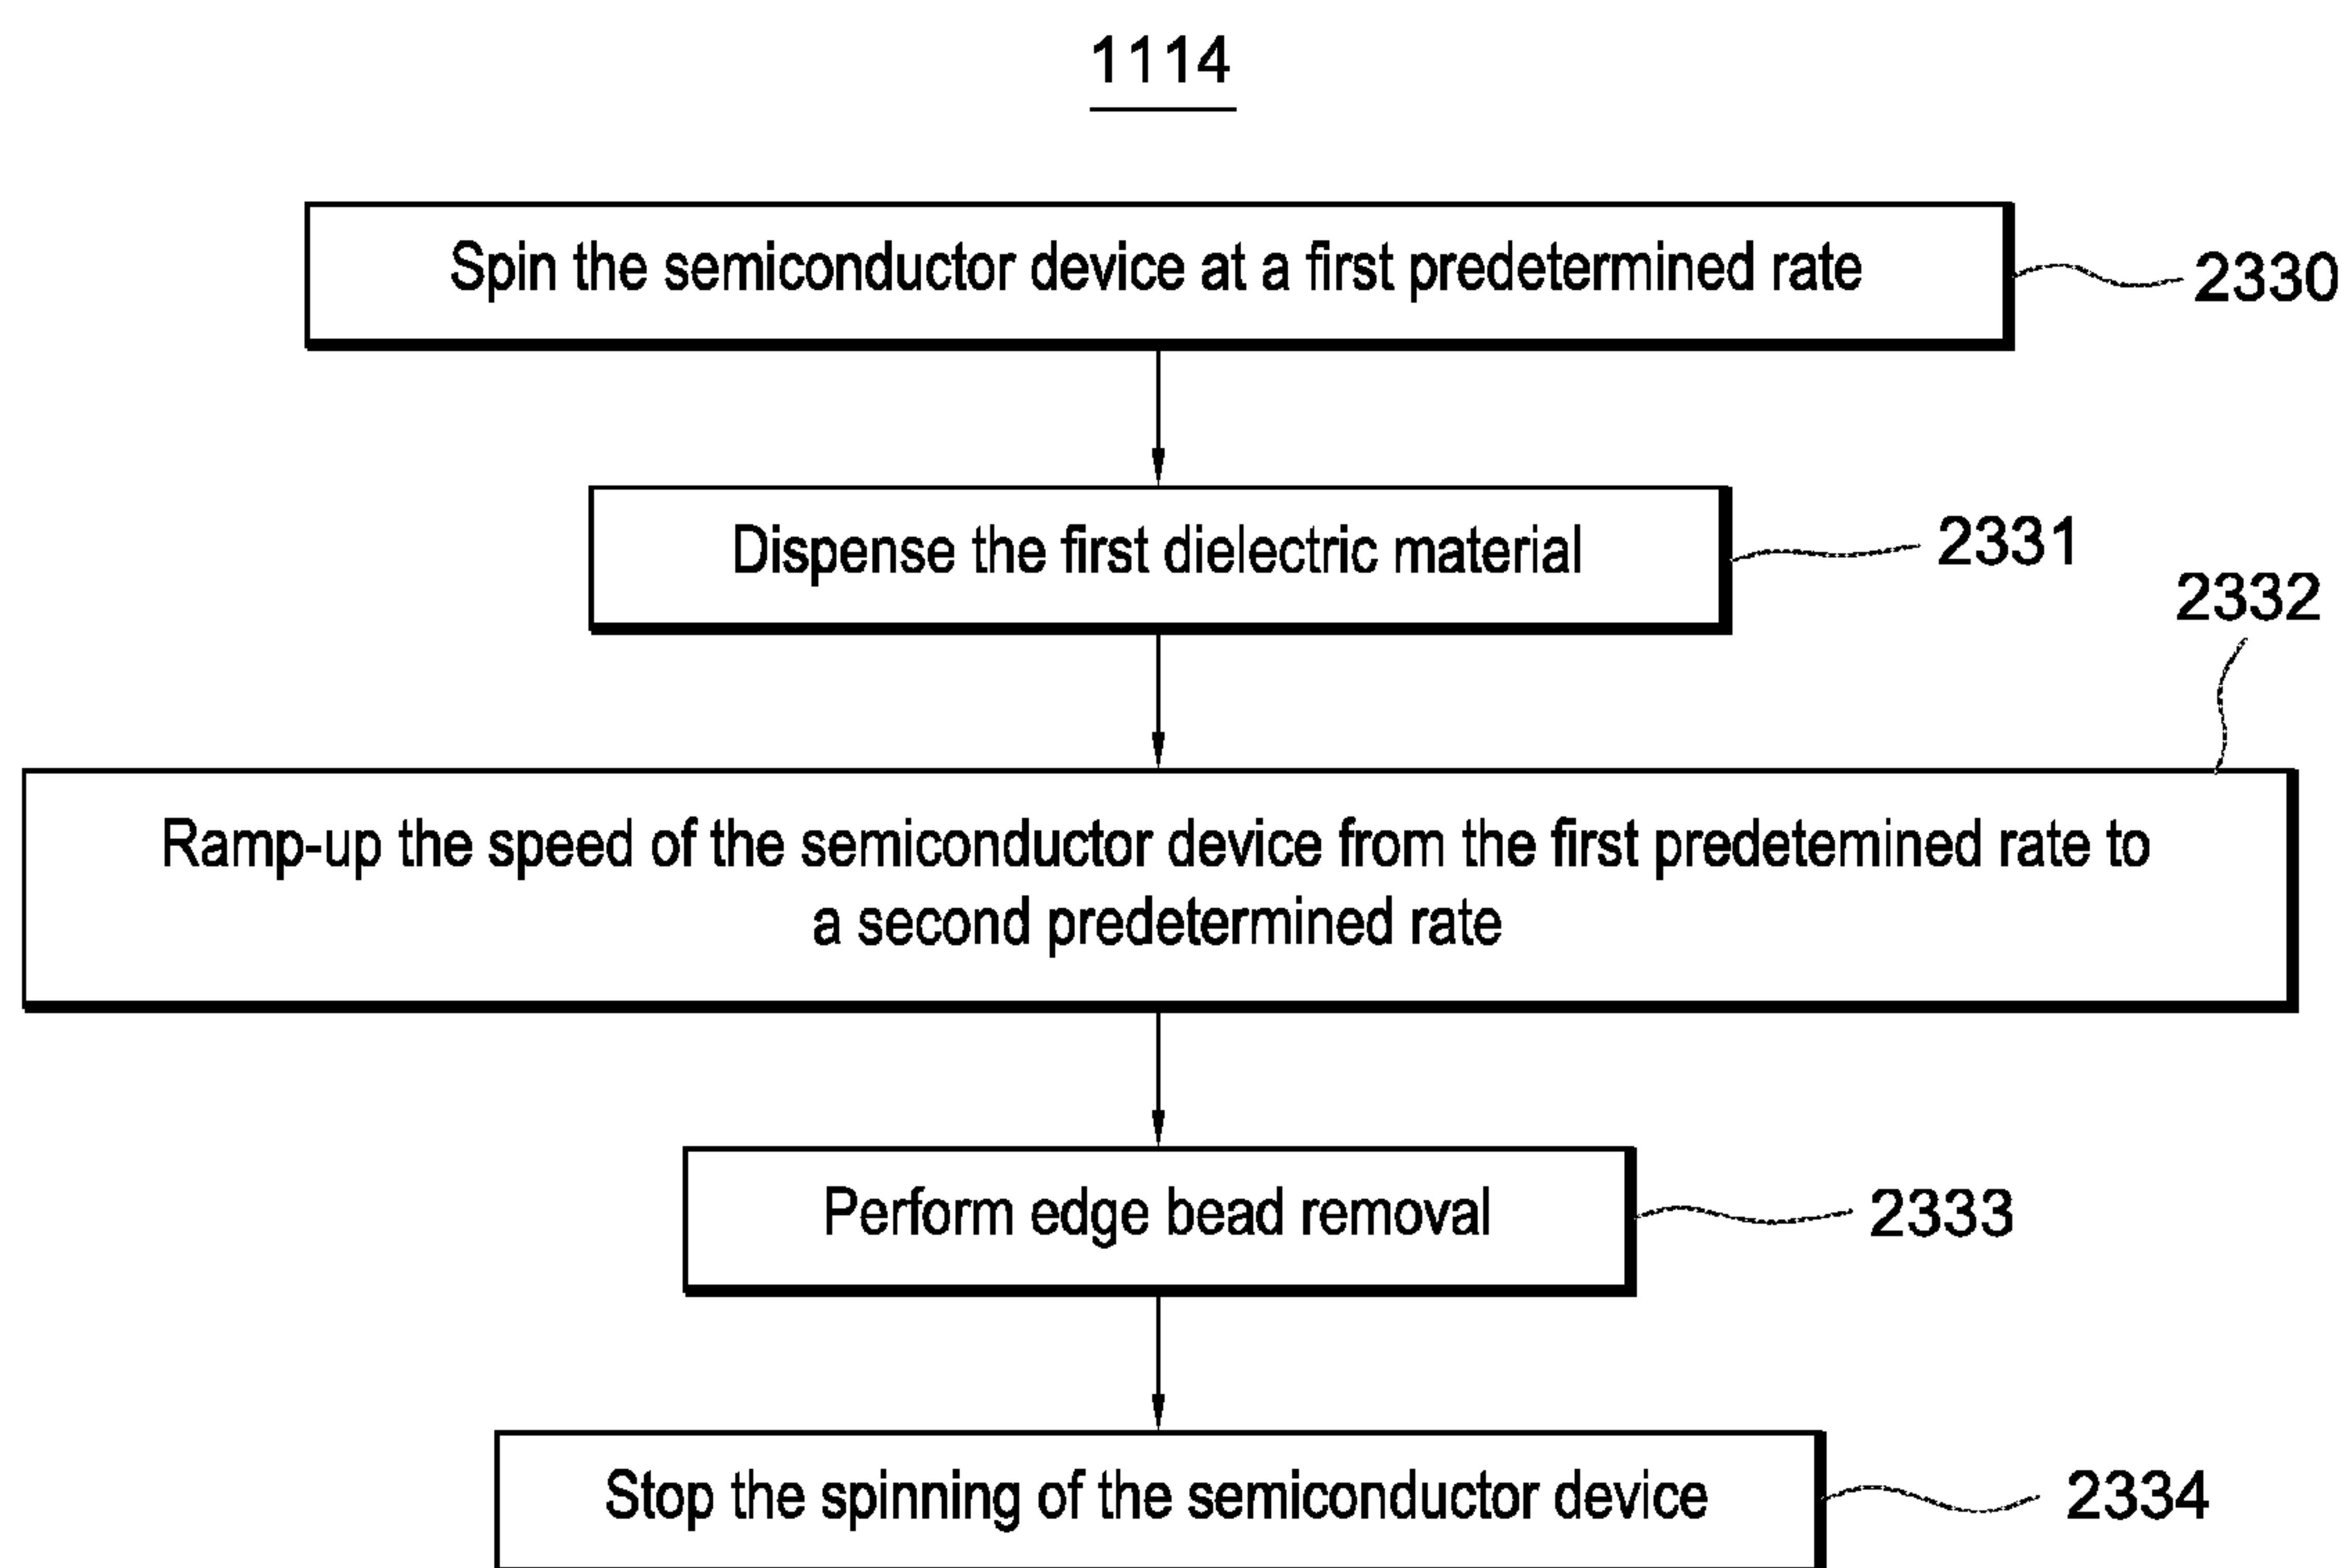 1114
Spin the semiconductor device at a first predetermined rate
2330
Dispense the first dielectric material
2331
2332
Ramp-up the speed of the semiconductor device from the first predetemined rate to
a second predetermined rate
Perform edge bead removal
2333
Stop the spinning of the semiconductor device
2334